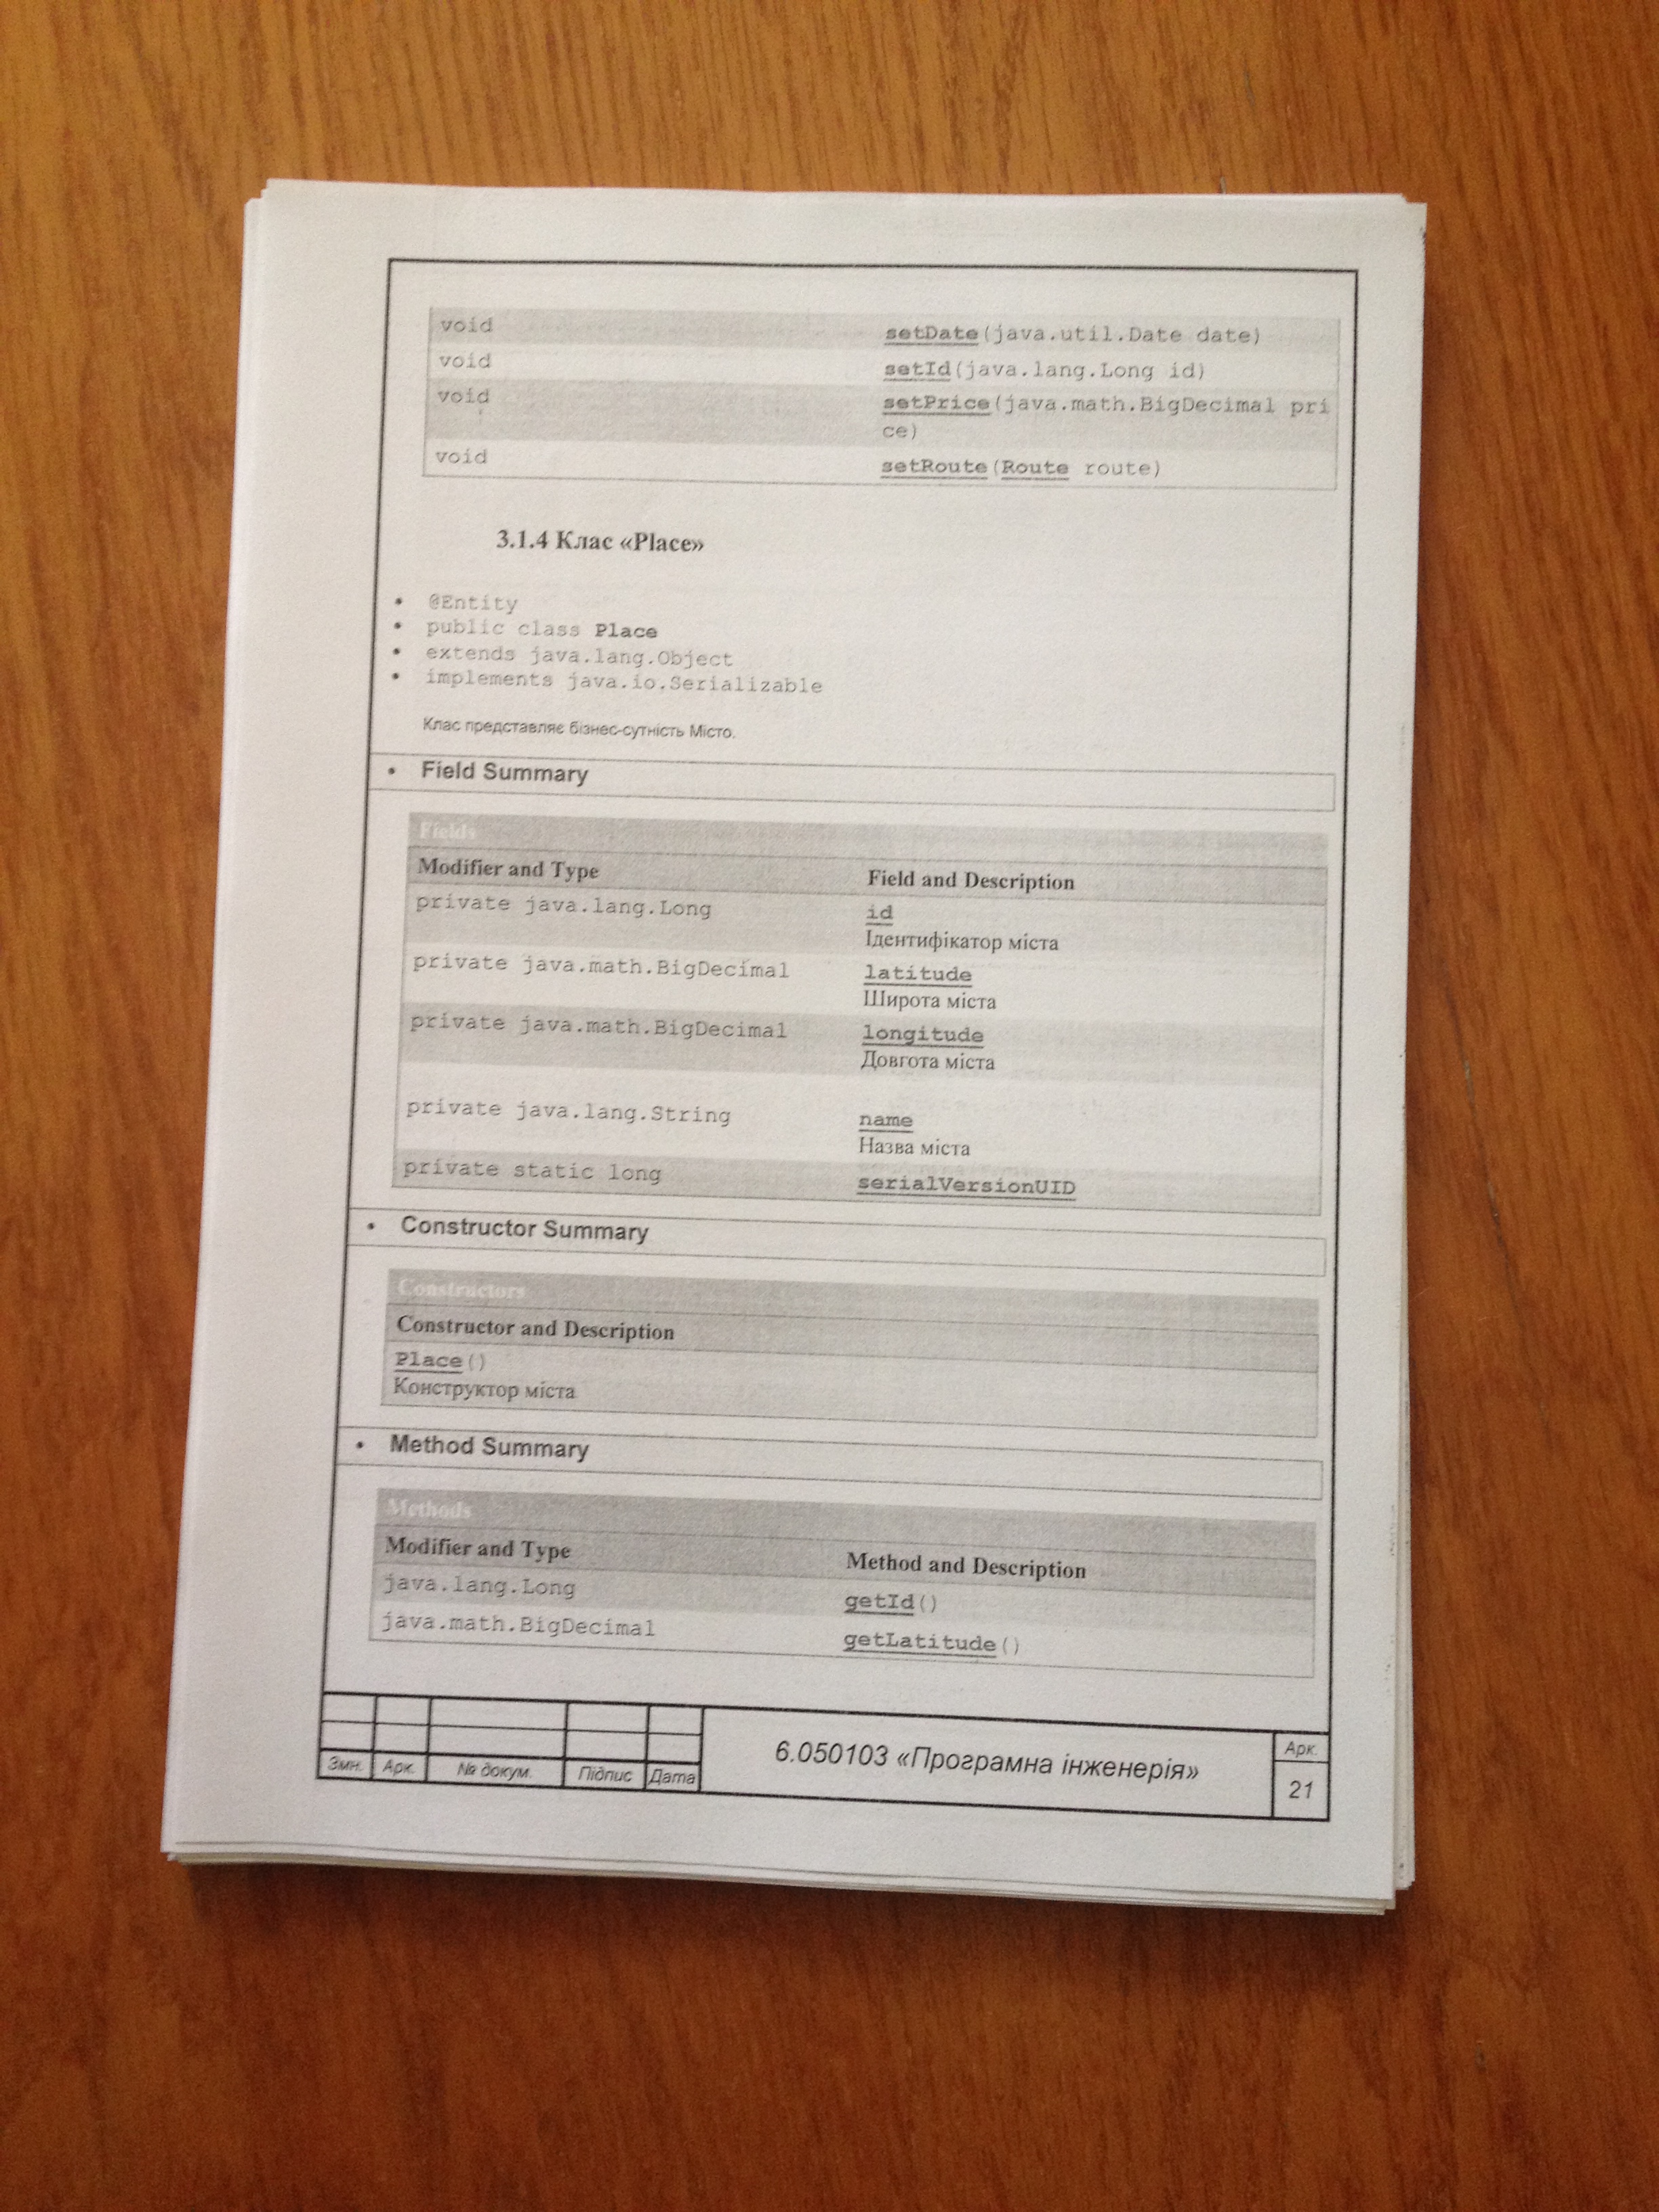 void setDate(java.util.Date date)
void setId(java.lang.Long id)
void setPrice(java.math.BigDecimal pri
ce)
void setRoute(Route route)
3.1.4 Клас «Place»
• @Entity
• public class Place
• extends java.lang.Object
• implements java.io.Serializable
Клас представляє бізнес-сутність Місто.
• Field Summary
Fields
Modifier and Type Field and Description
private java.lang.Long id
Ідентифікатор міста
private java.math.BigDecimal latitude
Широта міста
private java.math.BigDecimal longitude
Довгота міста
private java.lang.String name
Назва міста
private static long serialVersionUID
• Constructor Summary
Constructors
Constructor and Description
Place()
Конструктор міста
• Method Summary
Methods
Modifier and Type Method and Description
java.lang.Long getId()
java.math.BigDecimal getLatitude()
Змн. Арк. № докум. Підпис Дата
6.050103 «Програмна інженерія»
Арк.
21